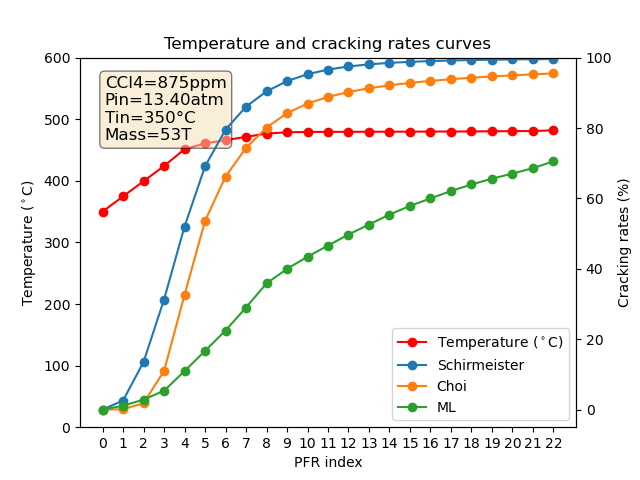 Temperature and cracking rates curves
CCl4=875ppm
Pin=13.40atm
Tin=350°C
Mass=53T
600
500
400
300
200
100
0
Temperature (°C)
100
80
60
40
20
0
Cracking rates (%)
Temperature (°C)
Schirmeister
Choi
ML
0 1 2 3 4 5 6 7 8 9 10 11 12 13 14 15 16 17 18 19 20 21 22
PFR index